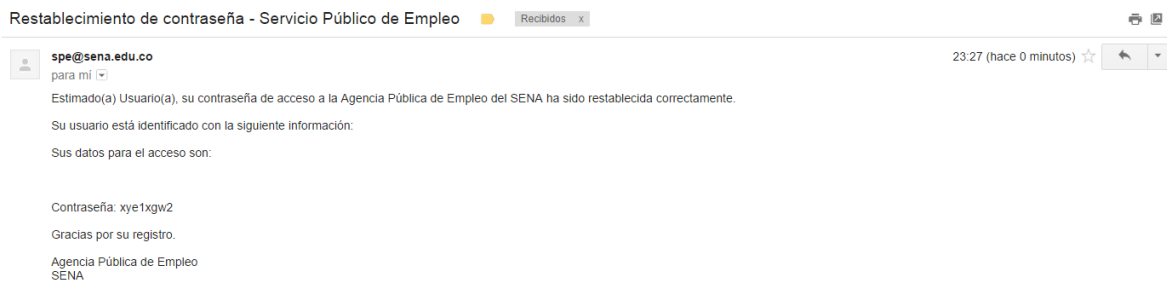 Restablecimiento de contraseña - Servicio Público de Empleo Recibidos x
spe@sena.edu.co 23:27 (hace 0 minutos)
para mí
Estimado(a) Usuario(a), su contraseña de acceso a la Agencia Pública de Empleo del SENA ha sido restablecida correctamente.
Su usuario está identificado con la siguiente información:
Sus datos para el acceso son:
Contraseña: xye1xgw2
Gracias por su registro.
Agencia Pública de Empleo
SENA